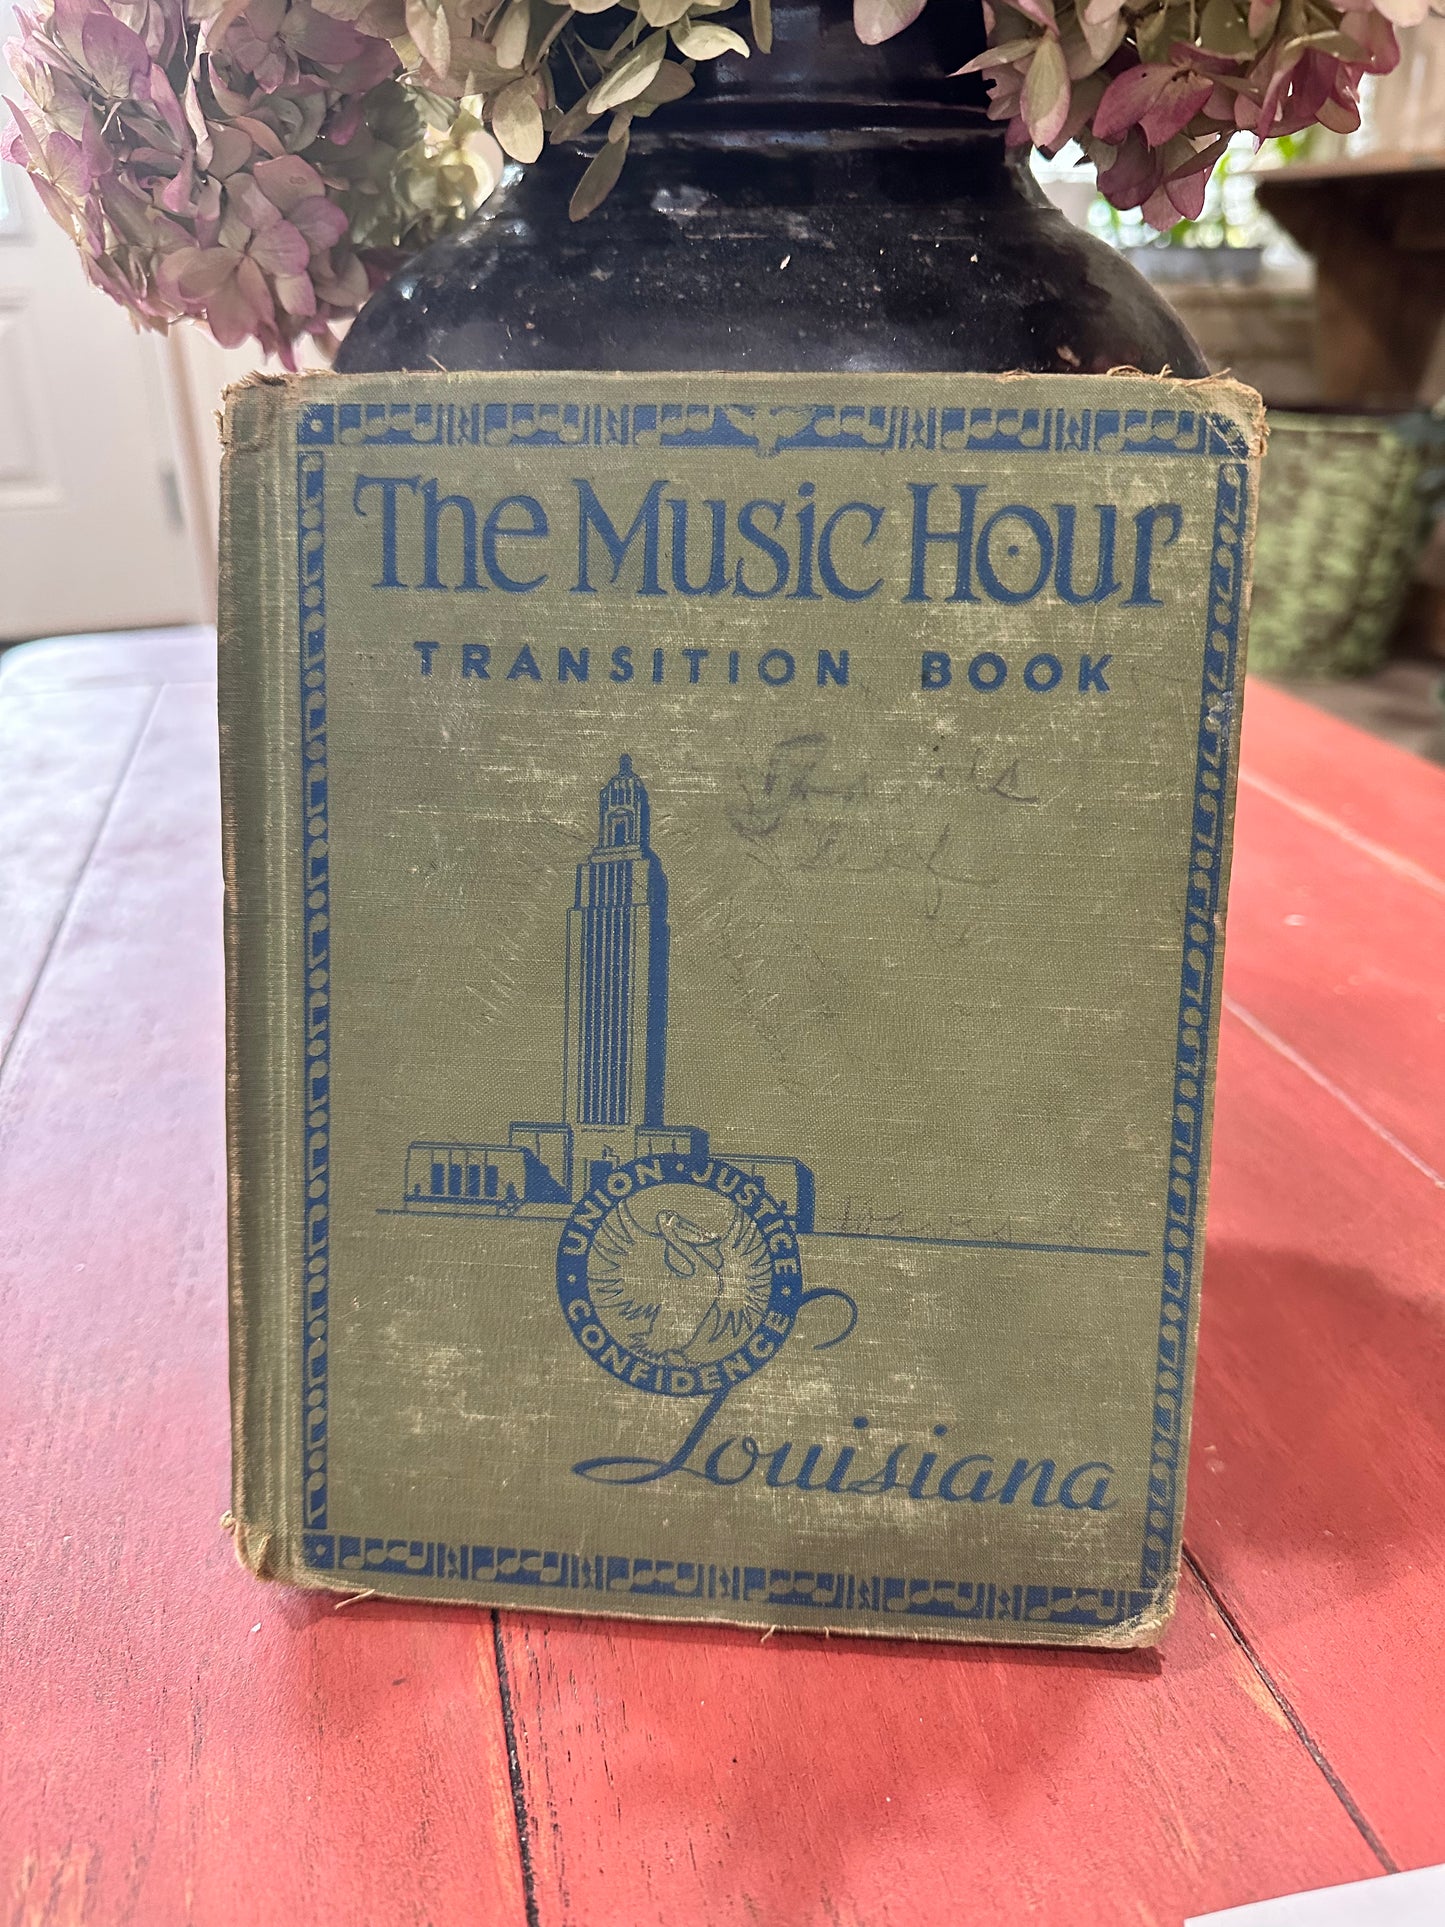 The Music Hour
TRANSITION BOOK
UNION · JUSTICE · CONFIDENCE ·
Louisiana